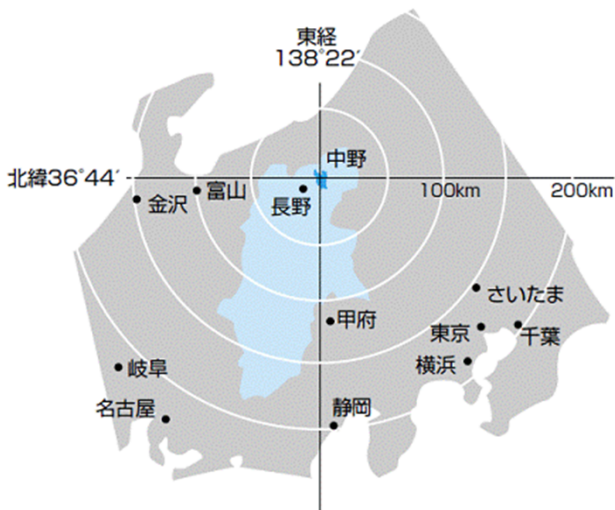 東経
138°22′
中野
北緯36°44′
100km
200km
富山
金沢
長野
さいたま
甲府
東京
千葉
横浜
岐阜
名古屋
静岡